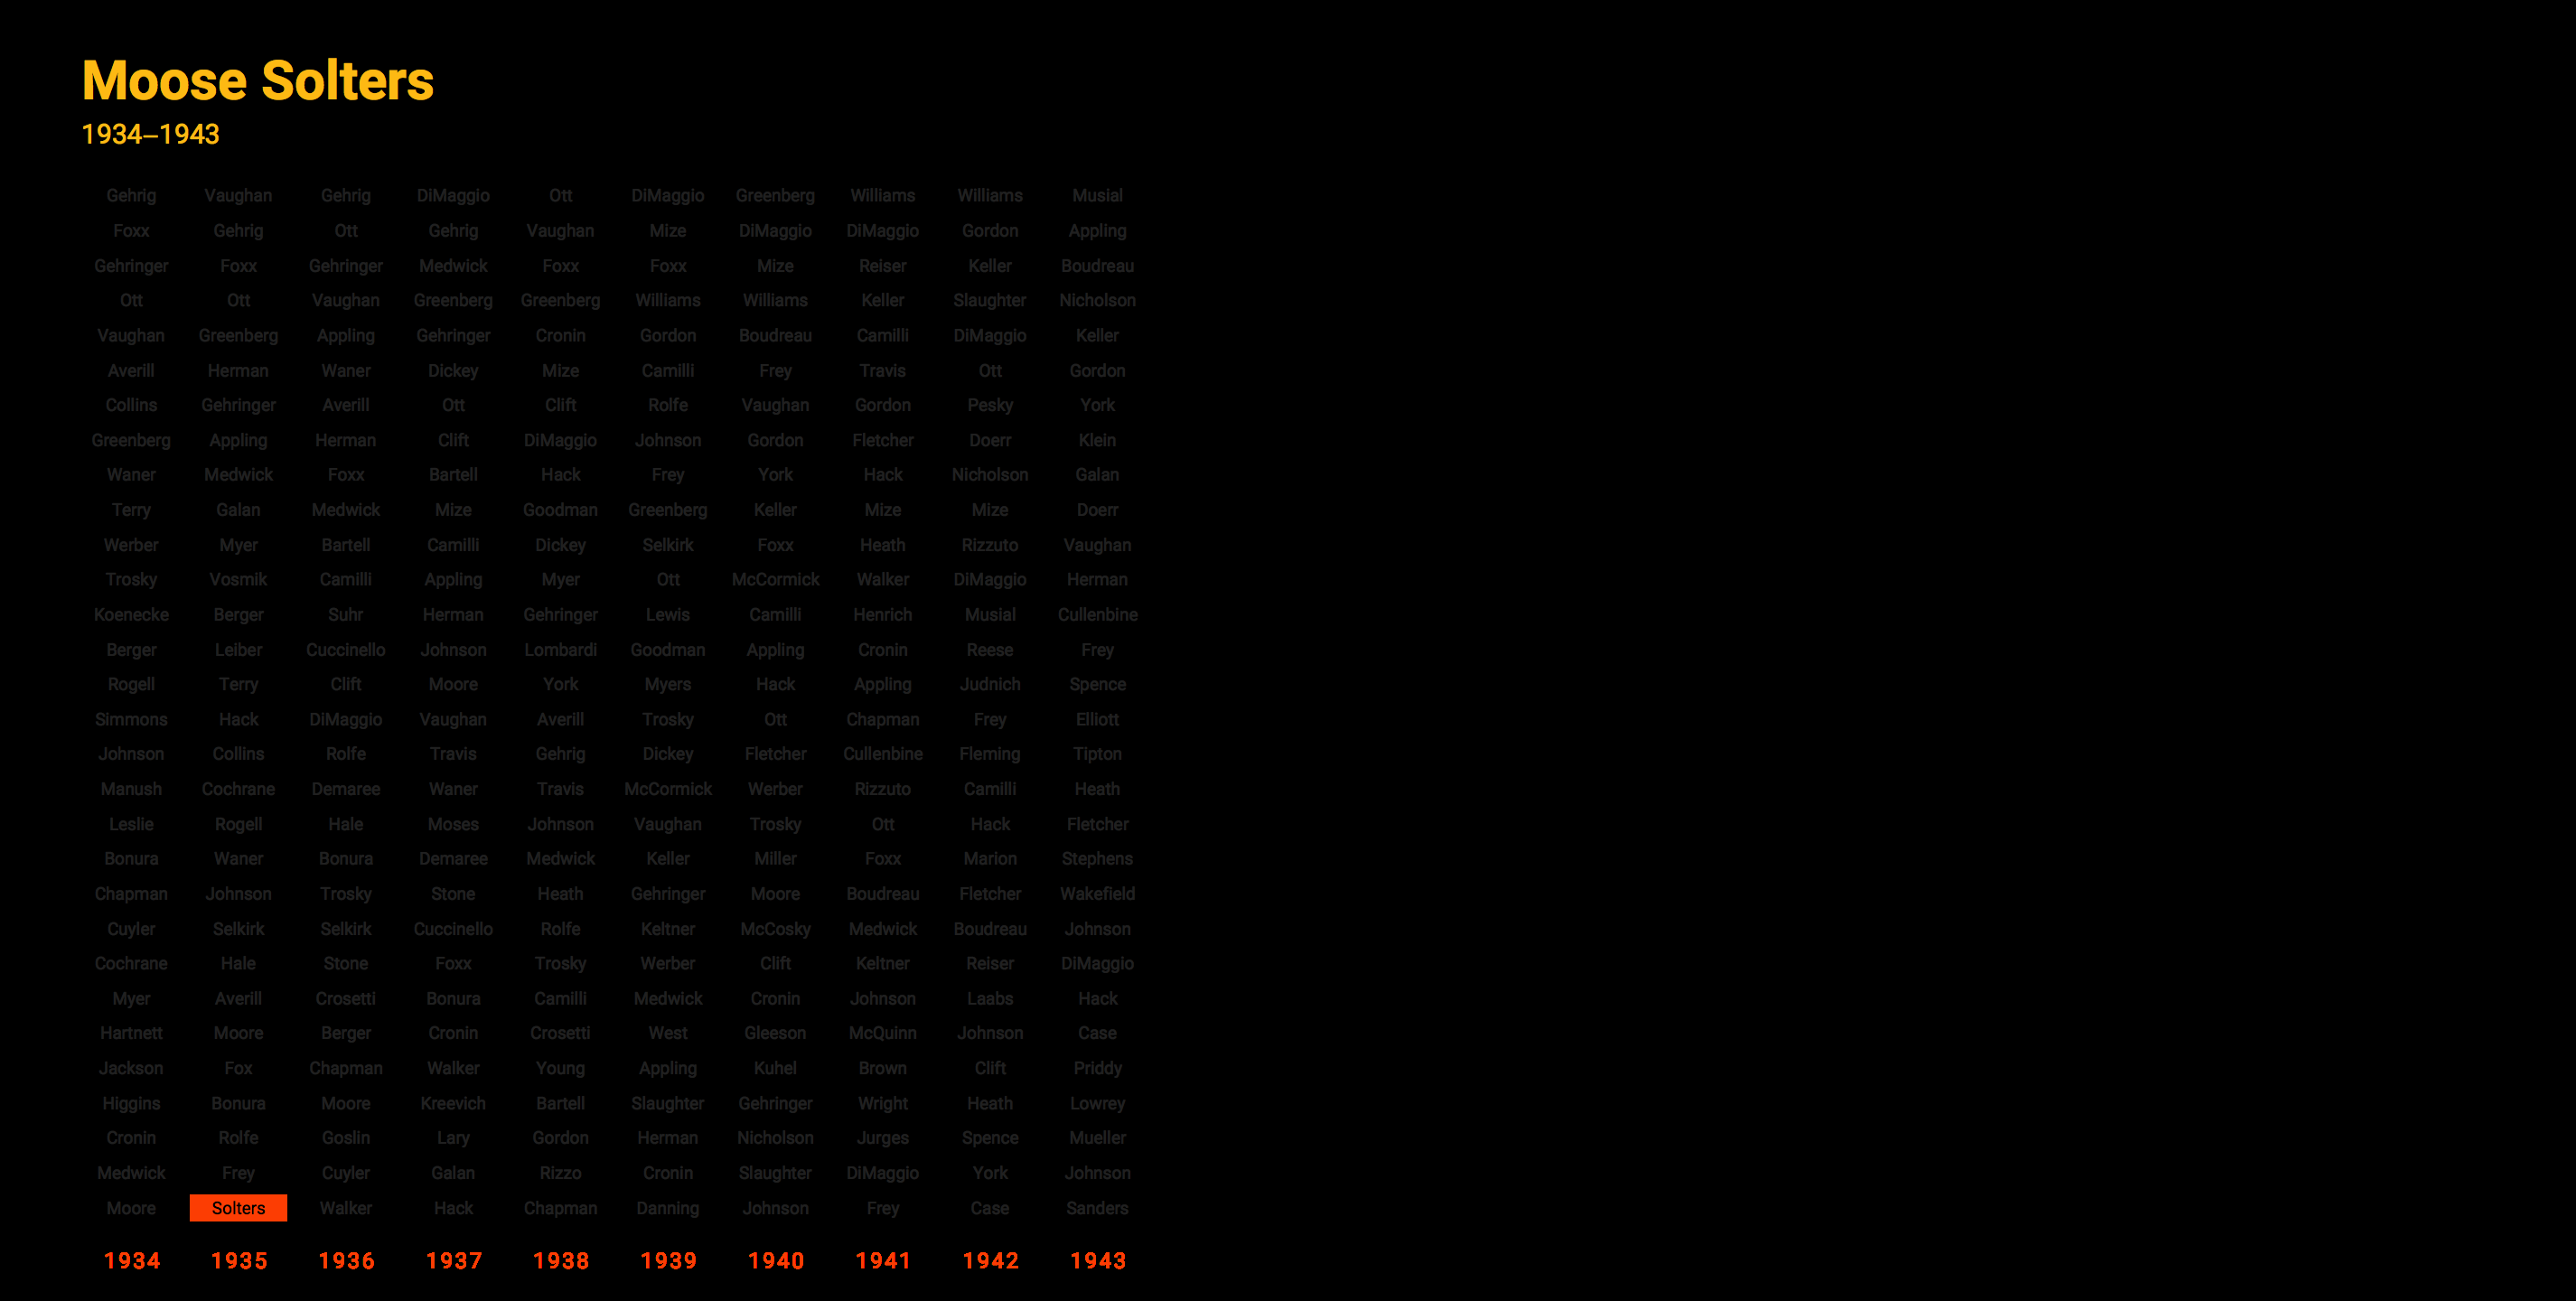 Moose Solters
1934–1943
Gehrig Vaughan Gehrig DiMaggio Ott DiMaggio Greenberg Williams Williams Musial
Foxx Gehrig Ott Gehrig Vaughan Mize DiMaggio DiMaggio Gordon Appling
Gehringer Foxx Gehringer Medwick Foxx Foxx Mize Reiser Keller Boudreau
Ott Ott Vaughan Greenberg Greenberg Williams Williams Keller Slaughter Nicholson
Vaughan Greenberg Appling Gehringer Cronin Gordon Boudreau Camilli DiMaggio Keller
Averill Herman Waner Dickey Mize Camilli Frey Travis Ott Gordon
Collins Gehringer Averill Ott Clift Rolfe Vaughan Gordon Pesky York
Greenberg Appling Herman Clift DiMaggio Johnson Gordon Fletcher Doerr Klein
Waner Medwick Foxx Bartell Hack Frey York Hack Nicholson Galan
Terry Galan Medwick Mize Goodman Greenberg Keller Mize Mize Doerr
Werber Myer Bartell Camilli Dickey Selkirk Foxx Heath Rizzuto Vaughan
Trosky Vosmik Camilli Appling Myer Ott McCormick Walker DiMaggio Herman
Koenecke Berger Suhr Herman Gehringer Lewis Camilli Henrich Musial Cullenbine
Berger Leiber Cuccinello Johnson Lombardi Goodman Appling Cronin Reese Frey
Rogell Terry Clift Moore York Myers Hack Appling Judnich Spence
Simmons Hack DiMaggio Vaughan Averill Trosky Ott Chapman Frey Elliott
Johnson Collins Rolfe Travis Gehrig Dickey Fletcher Cullenbine Fleming Tipton
Manush Cochrane Demaree Waner Travis McCormick Werber Rizzuto Camilli Heath
Leslie Rogell Hale Moses Johnson Vaughan Trosky Ott Hack Fletcher
Bonura Waner Bonura Demaree Medwick Keller Miller Foxx Marion Stephens
Chapman Johnson Trosky Stone Heath Gehringer Moore Boudreau Fletcher Wakefield
Cuyler Selkirk Selkirk Cuccinello Rolfe Keltner McCosky Medwick Boudreau Johnson
Cochrane Hale Stone Foxx Trosky Werber Clift Keltner Reiser DiMaggio
Myer Averill Crosetti Bonura Camilli Medwick Cronin Johnson Laabs Hack
Hartnett Moore Berger Cronin Crosetti West Gleeson McQuinn Johnson Case
Jackson Fox Chapman Walker Young Appling Kuhel Brown Clift Priddy
Higgins Bonura Moore Kreevich Bartell Slaughter Gehringer Wright Heath Lowrey
Cronin Rolfe Goslin Lary Gordon Herman Nicholson Jurges Spence Mueller
Medwick Frey Cuyler Galan Rizzo Cronin Slaughter DiMaggio York Johnson
Moore Solters Walker Hack Chapman Danning Johnson Frey Case Sanders
1934 1935 1936 1937 1938 1939 1940 1941 1942 1943